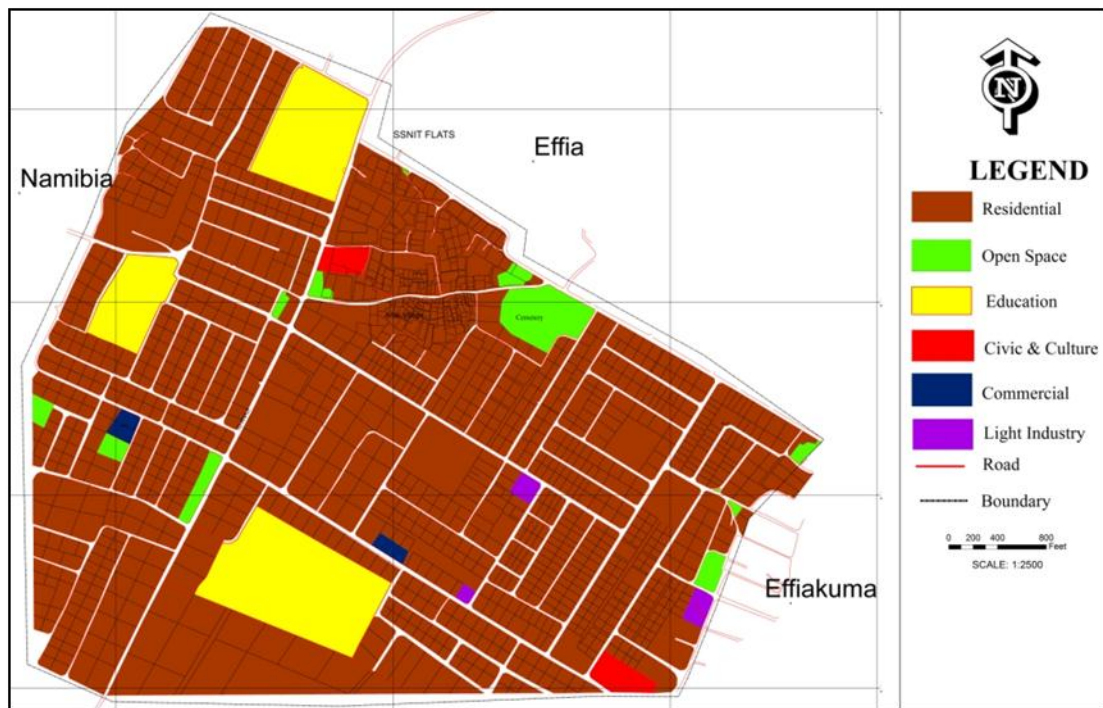 SSNIT FLATS
Effia
Namibia
Cemetery
Effiakuma
N
LEGEND
Residential
Open Space
Education
Civic & Culture
Commercial
Light Industry
Road
Boundary
0 200 400 800
Feet
SCALE: 1:2500